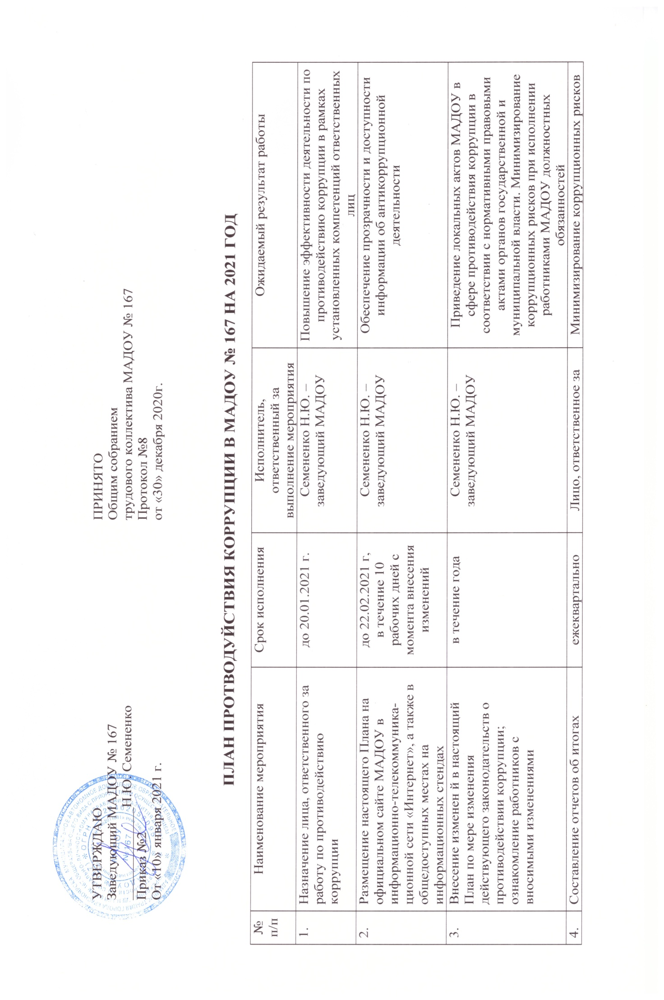 УТВЕРЖДАЮ
Заведующий МАДОУ № 167
Н.Ю. Семененко
Приказ №2
От «10» января 2021 г.
ПРИНЯТО
Общим собранием
трудового коллектива МАДОУ № 167
Протокол №8
от «30» декабря 2020г.
ПЛАН ПРОТВОДУЙСТВИЯ КОРРУПЦИИ В МАДОУ № 167 НА 2021 ГОД
№
п/п
Наименование мероприятия
Срок исполнения
Исполнитель,
ответственный за
выполнение мероприятия
Ожидаемый результат работы
1.
Назначение лица, ответственного за
работу по противодействию
коррупции
до 20.01.2021 г.
Семененко Н.Ю. –
заведующий МАДОУ
Повышение эффективности деятельности по
противодействию коррупции в рамках
установленных компетенций ответственных
лиц
2.
Размещение настоящего Плана на
официальном сайте МАДОУ в
информационно-телекоммуника-
ционной сети «Интернет», а также в
общедоступных местах на
информационных стендах
до 22.02.2021 г,
в течение 10
рабочих дней с
момента внесения
изменений
Семененко Н.Ю. –
заведующий МАДОУ
Обеспечение прозрачности и доступности
информации об антикоррупционной
деятельности
3.
Внесение изменен й в настоящий
План по мере изменения
действующего законодательств о
противодействии коррупции;
ознакомление работников с
вносимыми изменениями
в течение года
Семененко Н.Ю. –
заведующий МАДОУ
Приведение локальных актов МАДОУ в
сфере противодействия коррупции в
соответствии с нормативными правовыми
актами органов государственной и
муниципальной власти. Минимизирование
коррупционных рисков при исполнении
работниками МАДОУ должностных
обязанностей
4.
Составление отчетов об итогах
ежеквартально
Лицо, ответственное за
Минимизирование коррупционных рисков